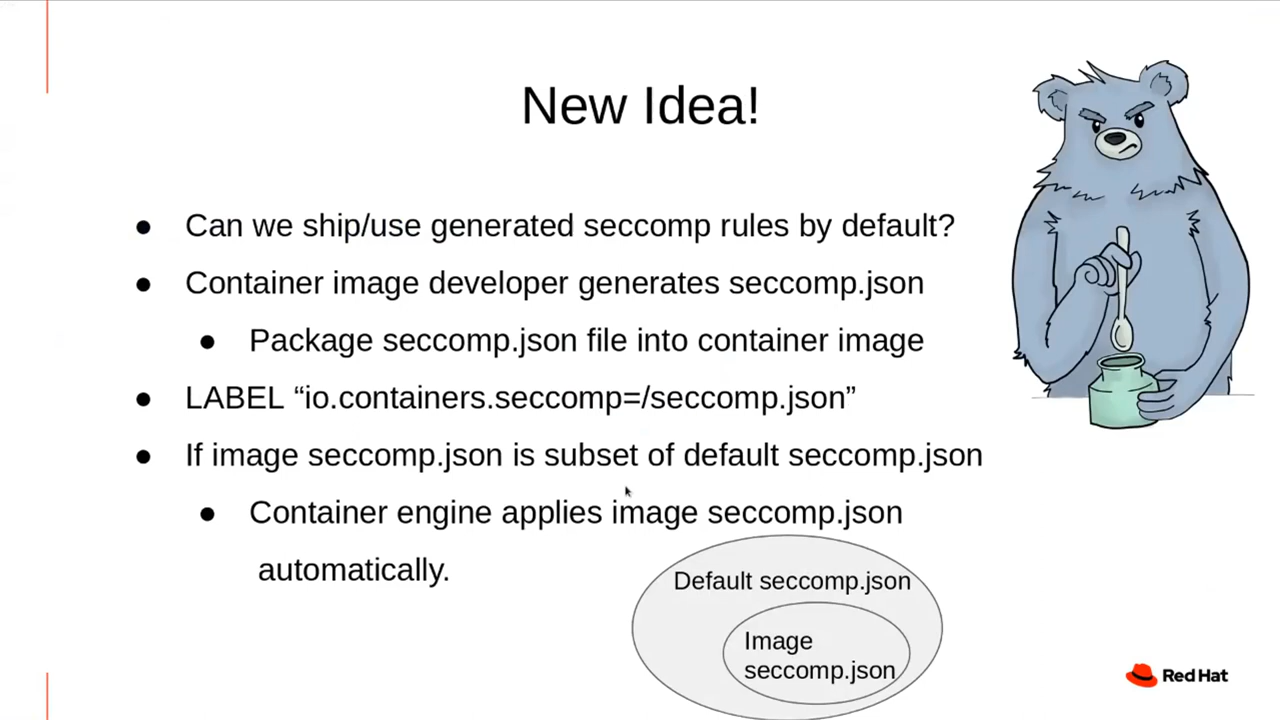 New Idea!
● Can we ship/use generated seccomp rules by default?
● Container image developer generates seccomp.json
● Package seccomp.json file into container image
● LABEL “io.containers.seccomp=/seccomp.json”
● If image seccomp.json is subset of default seccomp.json
● Container engine applies image seccomp.json
automatically.
Default seccomp.json
Image
seccomp.json
Red Hat